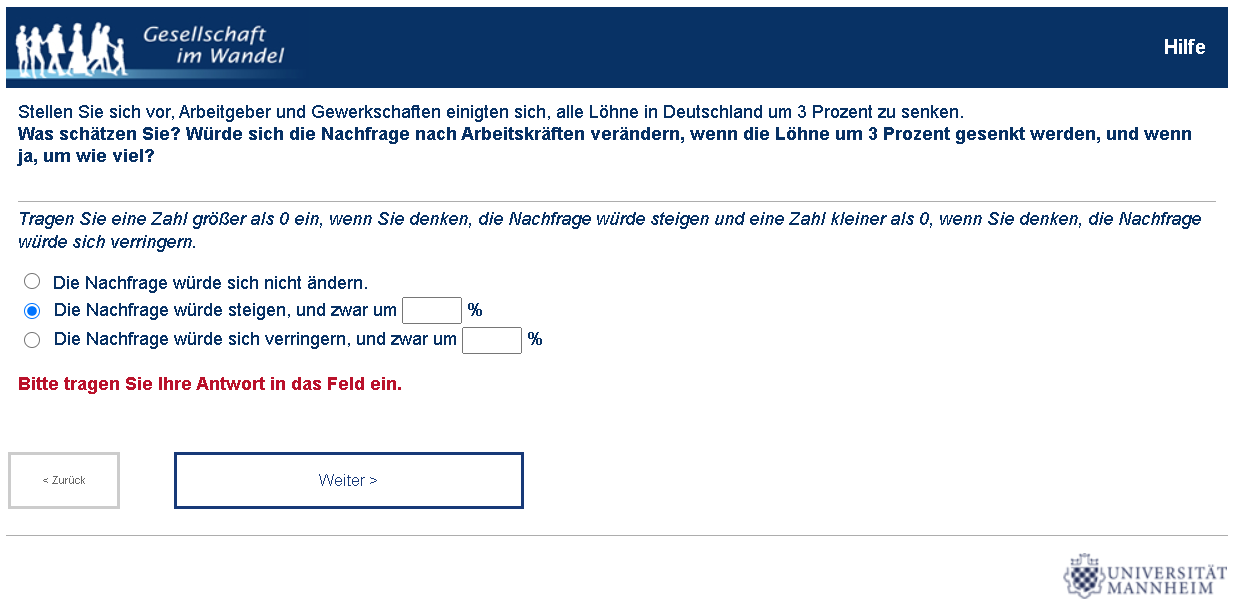 Gesellschaft
im Wandel
Hilfe
Stellen Sie sich vor, Arbeitgeber und Gewerkschaften einigten sich, alle Löhne in Deutschland um 3 Prozent zu senken.
Was schätzen Sie? Würde sich die Nachfrage nach Arbeitskräften verändern, wenn die Löhne um 3 Prozent gesenkt werden, und wenn
ja, um wie viel?
Tragen Sie eine Zahl größer als 0 ein, wenn Sie denken, die Nachfrage würde steigen und eine Zahl kleiner als 0, wenn Sie denken, die Nachfrage
würde sich verringern.
Die Nachfrage würde sich nicht ändern.
Die Nachfrage würde steigen, und zwar um %
Die Nachfrage würde sich verringern, und zwar um %
Bitte tragen Sie Ihre Antwort in das Feld ein.
< Zurück
Weiter >
UNIVERSITÄT
MANNHEIM